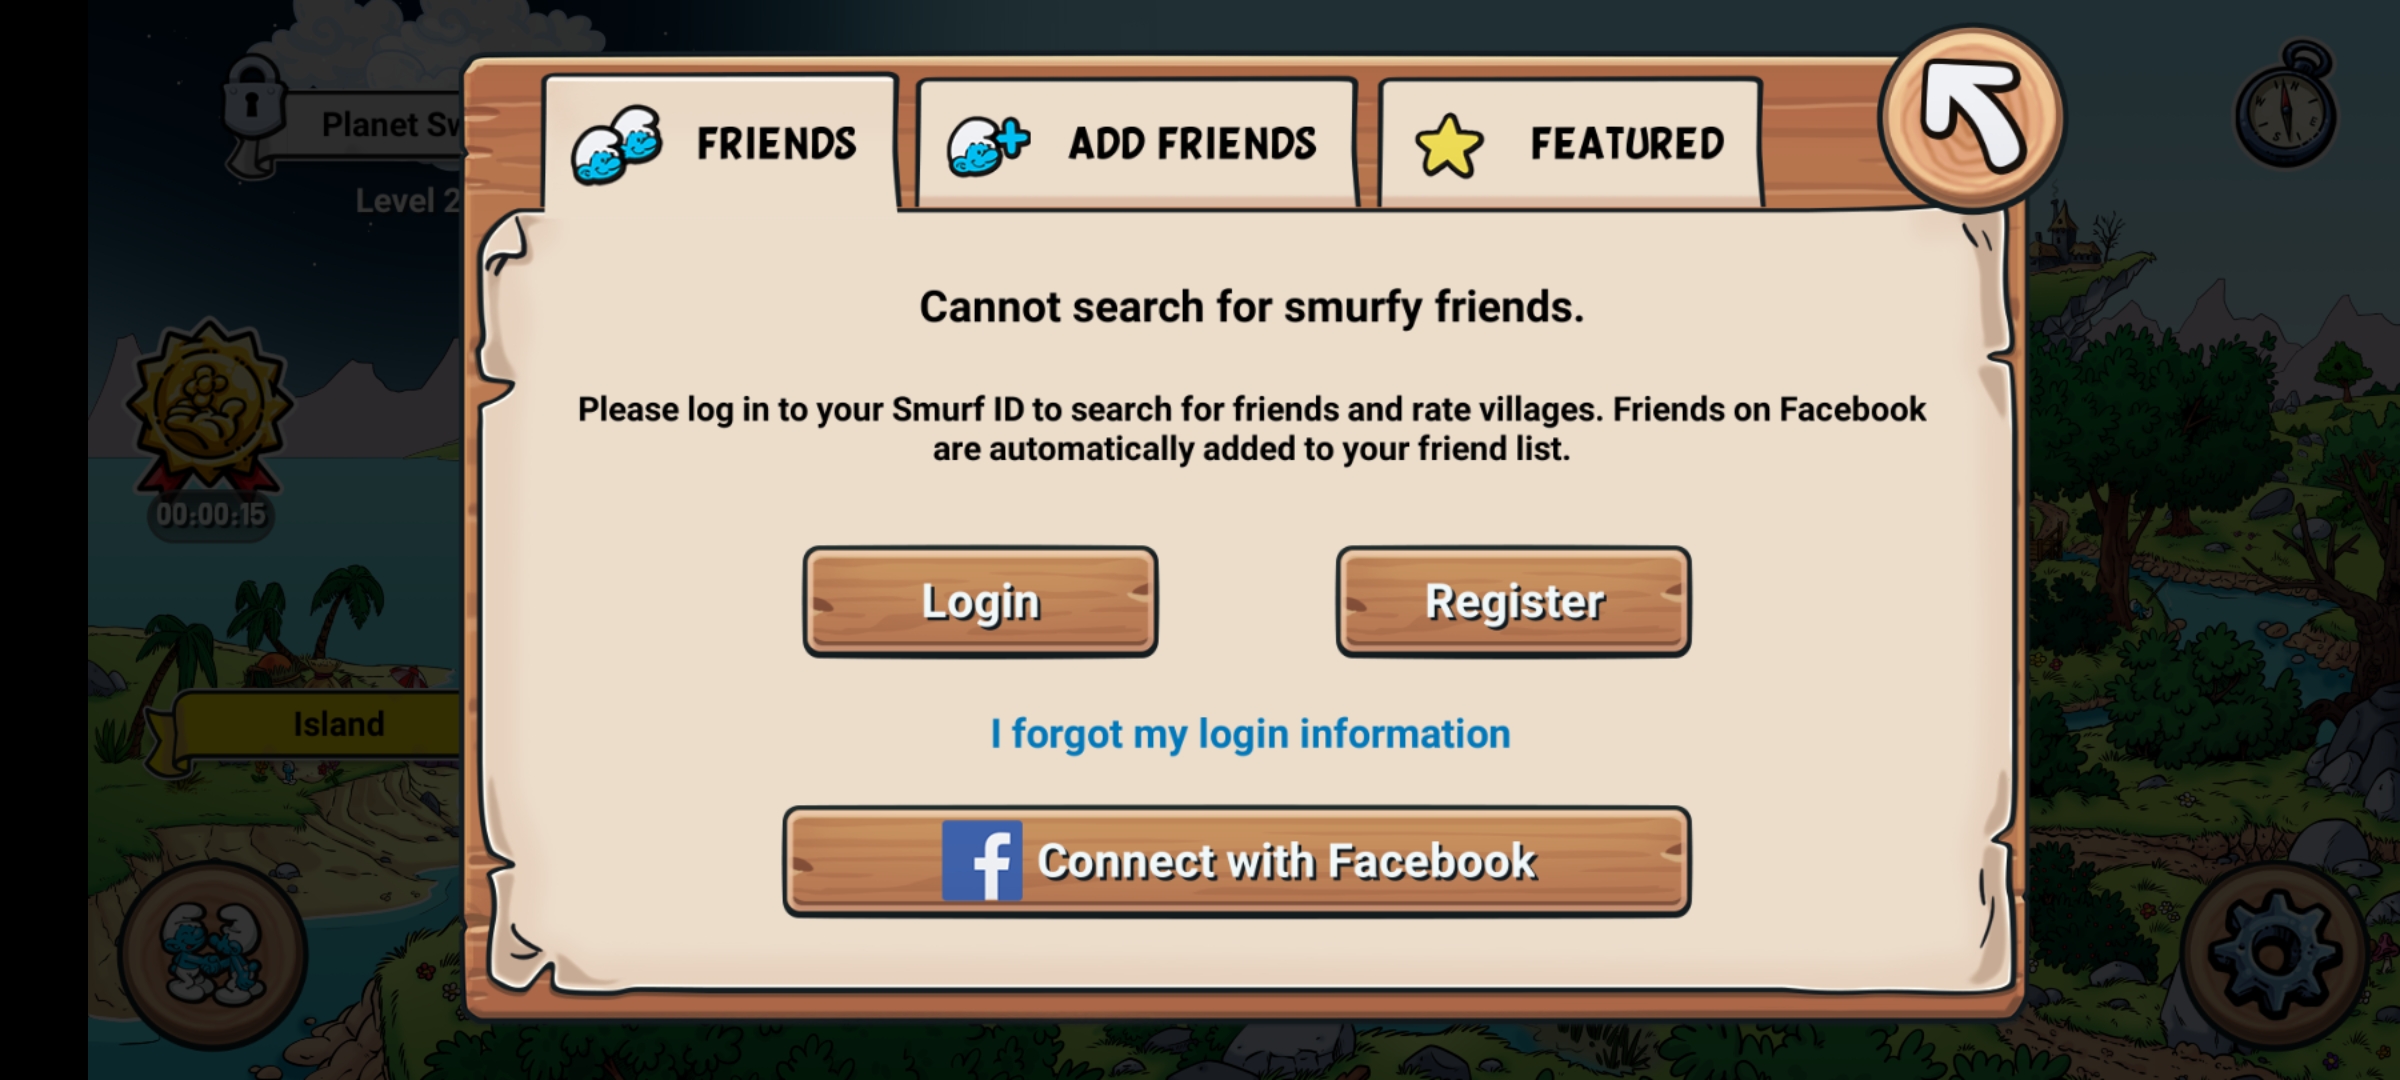 FRIENDS
ADD FRIENDS
FEATURED
Planet
Level
Cannot search for smurfy friends.
Please log in to your Smurf ID to search for friends and rate villages. Friends on Facebook
are automatically added to your friend list.
00:00:15
Login
Register
Island
I forgot my login information
Connect with Facebook